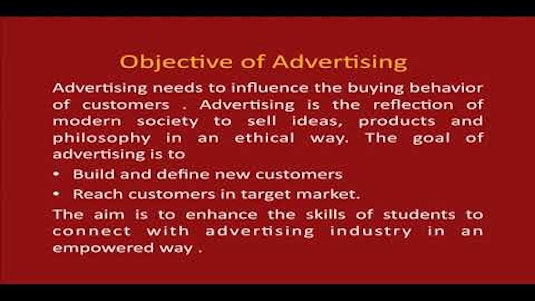 Objective of Advertising
Advertising needs to influence the buying behavior
of customers . Advertising is the reflection of
modern society to sell ideas, products and
philosophy in an ethical way. The goal of
advertising is to
• Build and define new customers
• Reach customers in target market.
The aim is to enhance the skills of students to
connect with advertising industry in an
empowered way .